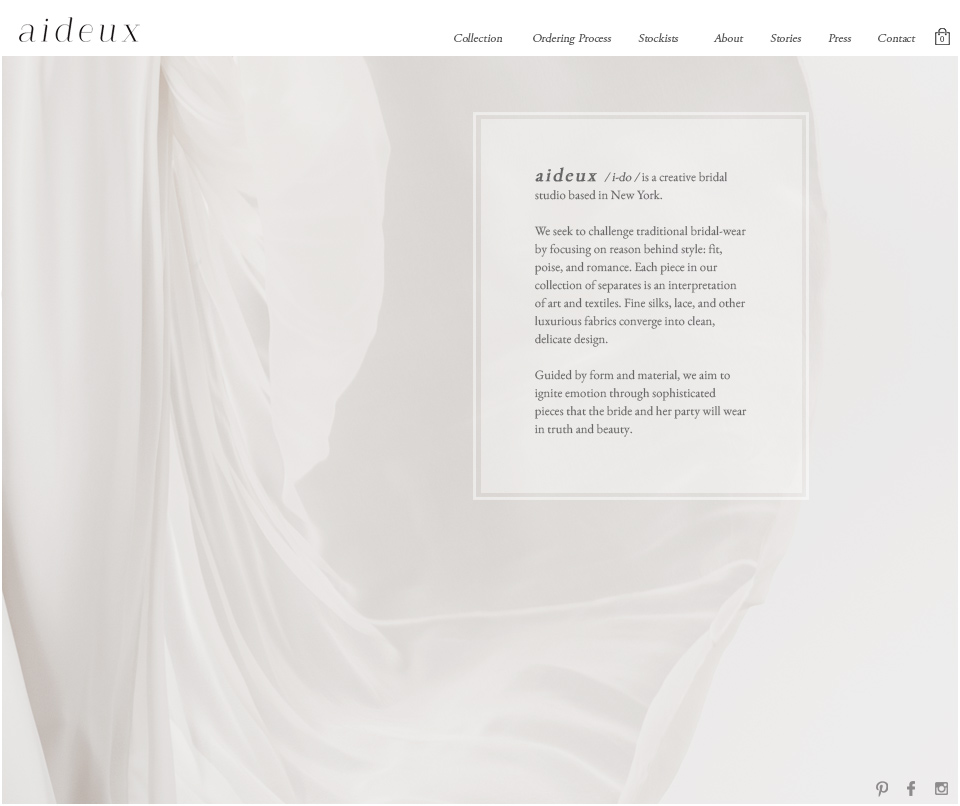 aideux
Collection Ordering Process Stockists About Stories Press Contact 0
aideux / i-do / is a creative bridal
studio based in New York.
We seek to challenge traditional bridal-wear
by focusing on reason behind style: fit,
poise, and romance. Each piece in our
collection of separates is an interpretation
of art and textiles. Fine silks, lace, and other
luxurious fabrics converge into clean,
delicate design.
Guided by form and material, we aim to
ignite emotion through sophisticated
pieces that the bride and her party will wear
in truth and beauty.